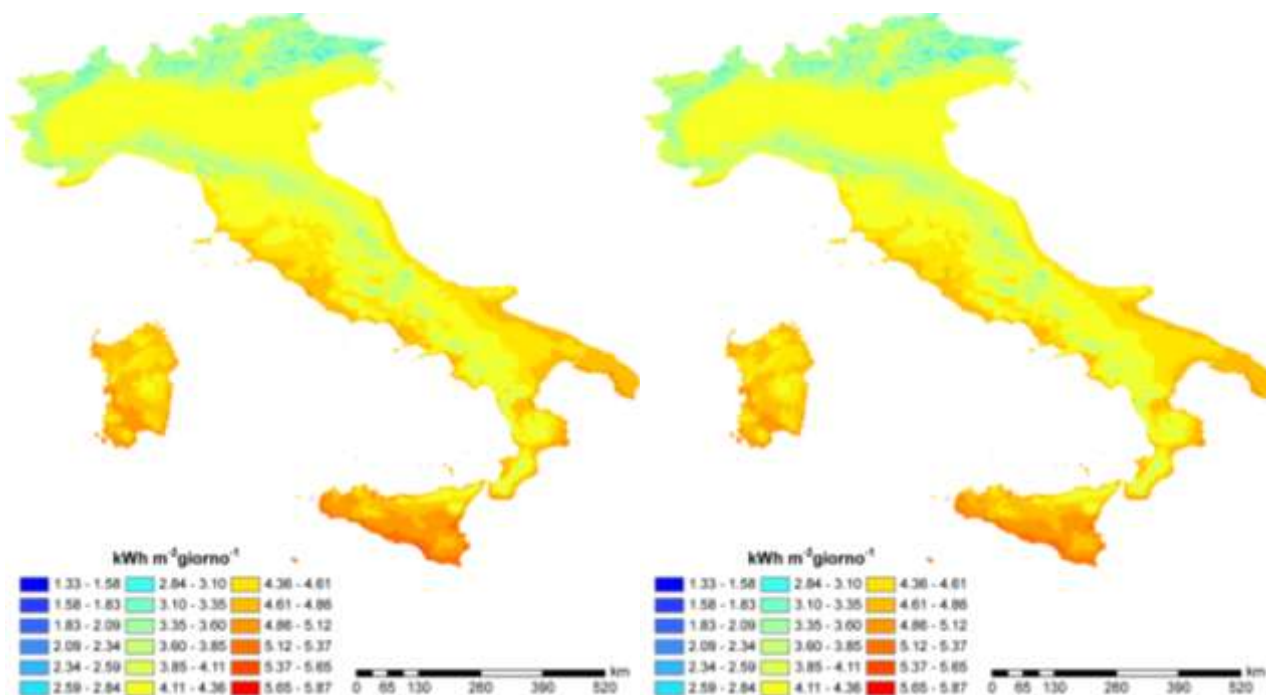 kWh m⁻²giorno⁻¹
1.33 - 1.58 2.84 - 3.10 4.36 - 4.61
1.58 - 1.83 3.10 - 3.35 4.61 - 4.86
1.83 - 2.09 3.35 - 3.60 4.86 - 5.12
2.09 - 2.34 3.60 - 3.85 5.12 - 5.37
2.34 - 2.59 3.85 - 4.11 5.37 - 5.65
2.59 - 2.84 4.11 - 4.36 5.65 - 5.87
km
0 65 130 260 390 520
kWh m⁻²giorno⁻¹
1.33 - 1.58 2.84 - 3.10 4.36 - 4.61
1.58 - 1.83 3.10 - 3.35 4.61 - 4.86
1.83 - 2.09 3.35 - 3.60 4.86 - 5.12
2.09 - 2.34 3.60 - 3.85 5.12 - 5.37
2.34 - 2.59 3.85 - 4.11 5.37 - 5.65
2.59 - 2.84 4.11 - 4.36 5.65 - 5.87
km
0 65 130 260 390 520